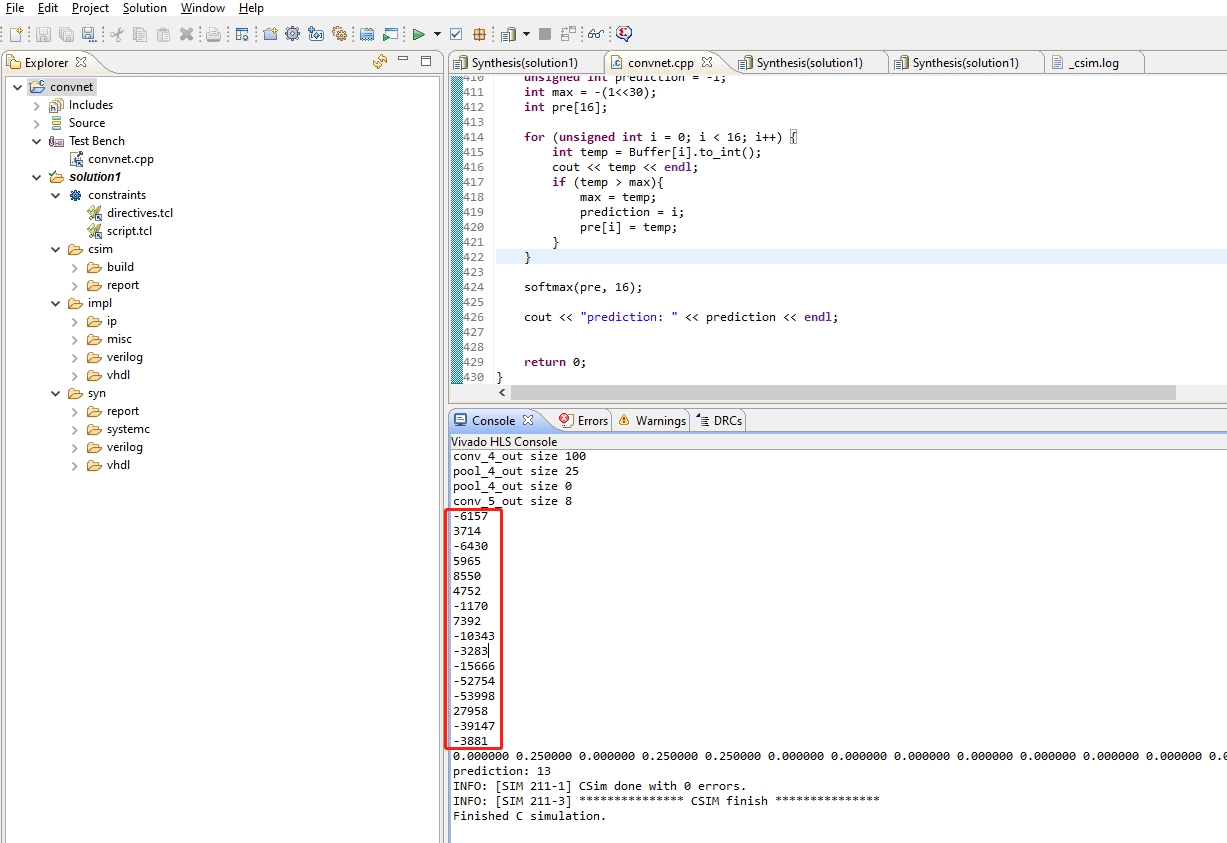 File Edit Project Solution Window Help
Explorer
convnet
Includes
Source
Test Bench
convnet.cpp
solution1
constraints
directives.tcl
script.tcl
csim
build
report
impl
ip
misc
verilog
vhdl
syn
report
systemc
verilog
vhdl
Synthesis(solution1) convnet.cpp Synthesis(solution1) Synthesis(solution1) _csim.log
410 unsigned int prediction = -1;
411 int max = -(1<<30);
412 int pre[16];
413
414 for (unsigned int i = 0; i < 16; i++) {
415 int temp = Buffer[i].to_int();
416 cout << temp << endl;
417 if (temp > max){
418 max = temp;
419 prediction = i;
420 pre[i] = temp;
421 }
422 }
423
424 softmax(pre, 16);
425
426 cout << "prediction: " << prediction << endl;
427
428
429 return 0;
430 }
Console Errors Warnings DRCs
Vivado HLS Console
conv_4_out size 100
pool_4_out size 25
pool_4_out size 0
conv_5_out size 8
-6157
3714
-6430
5965
8550
4752
-1170
7392
-10343
-3283
-15666
-52754
-53998
27958
-39147
-3881
0.000000 0.250000 0.000000 0.250000 0.250000 0.000000 0.000000 0.000000 0.000000 0.000000 0.000000 0.000000 0.0
prediction: 13
INFO: [SIM 211-1] CSim done with 0 errors.
INFO: [SIM 211-3] *************** CSIM finish ***************
Finished C simulation.